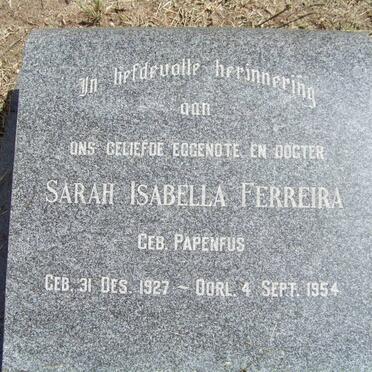 In liefdevolle herinnering
aan
ONS GELIEFDE EGGENOTE EN DOGTER
SARAH ISABELLA FERREIRA
GEB. PAPENFUS
GEB. 31 DES. 1927 ~ OORL. 4 SEPT. 1954